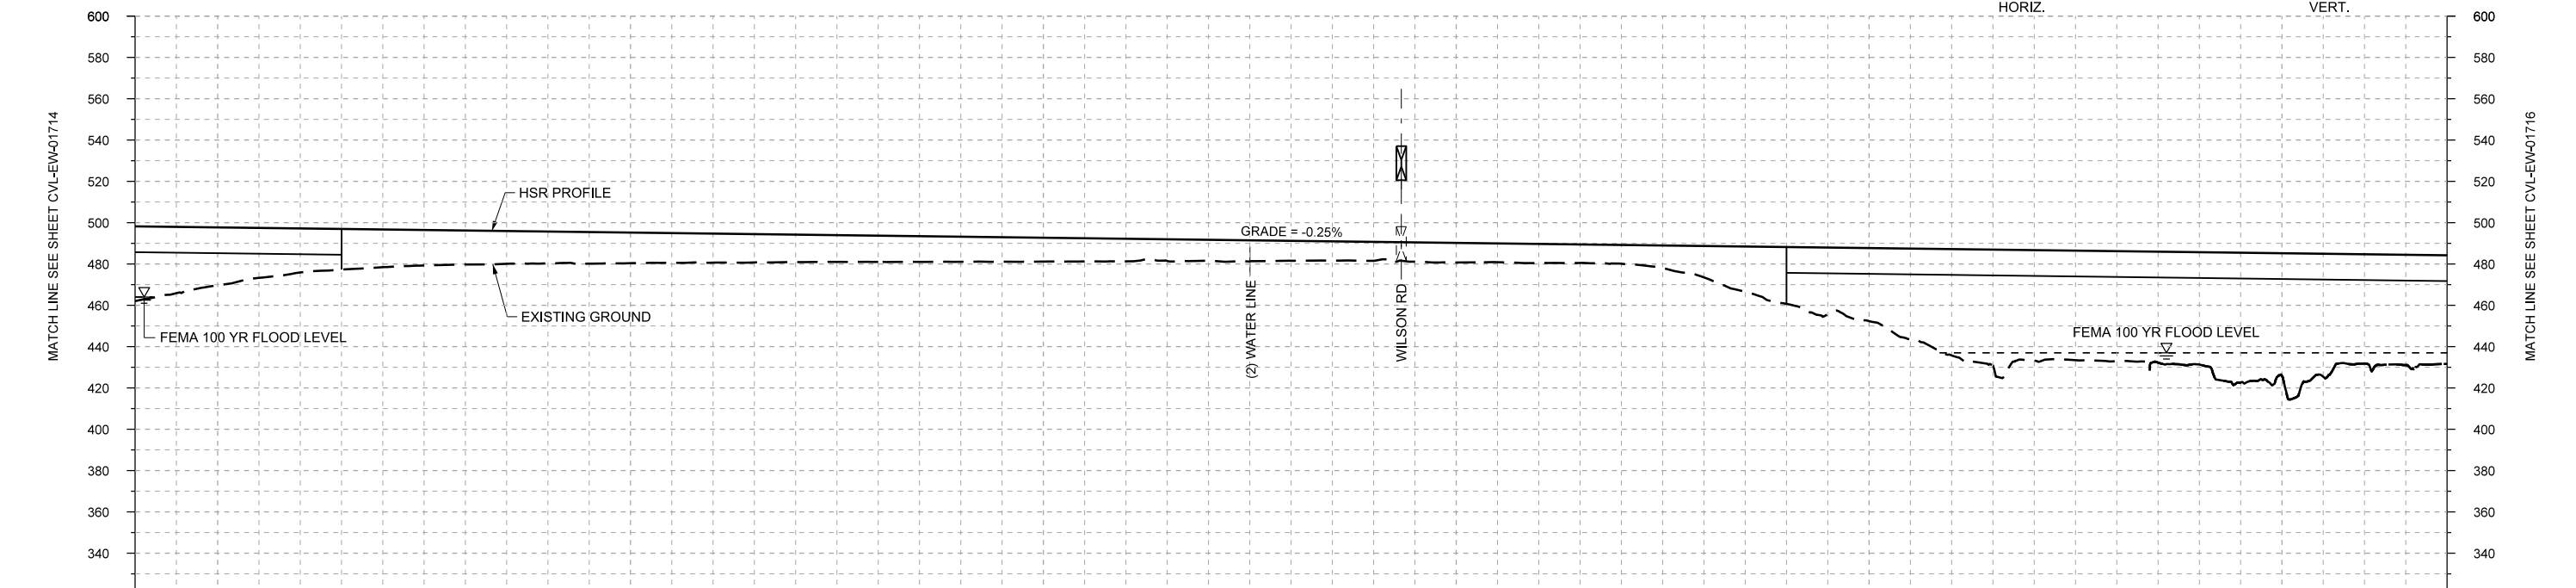 HORIZ.
VERT.
600
600
580
580
560
560
540
540
520
520
500
500
480
480
460
460
440
440
420
420
400
400
380
380
360
360
340
340
MATCH LINE SEE SHEET CVL-EW-01714
MATCH LINE SEE SHEET CVL-EW-01716
HSR PROFILE
GRADE = -0.25%
EXISTING GROUND
FEMA 100 YR FLOOD LEVEL
(2) WATER LINE
WILSON RD
FEMA 100 YR FLOOD LEVEL